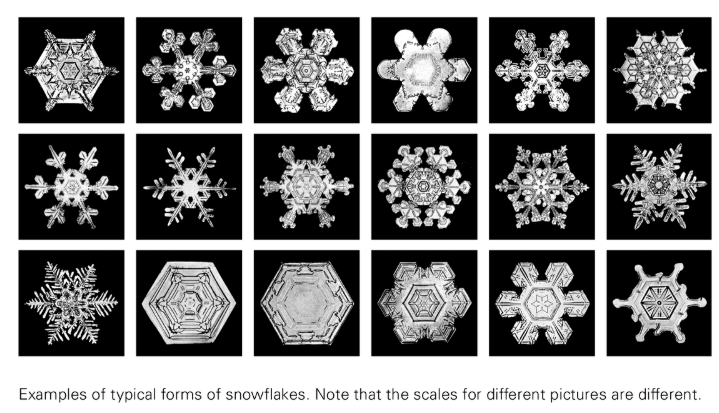 Examples of typical forms of snowflakes. Note that the scales for different pictures are different.